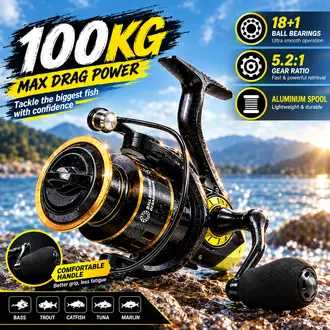 100KG
MAX DRAG POWER
Tackle the biggest fish
with confidence
18+1
BALL BEARINGS
Ultra smooth operation
5.2:1
GEAR RATIO
Fast & powerful retrieval
ALUMINUM SPOOL
Lightweight & durable
COMFORTABLE
HANDLE
Better grip, less fatigue
BASS
TROUT
CATFISH
TUNA
MARLIN